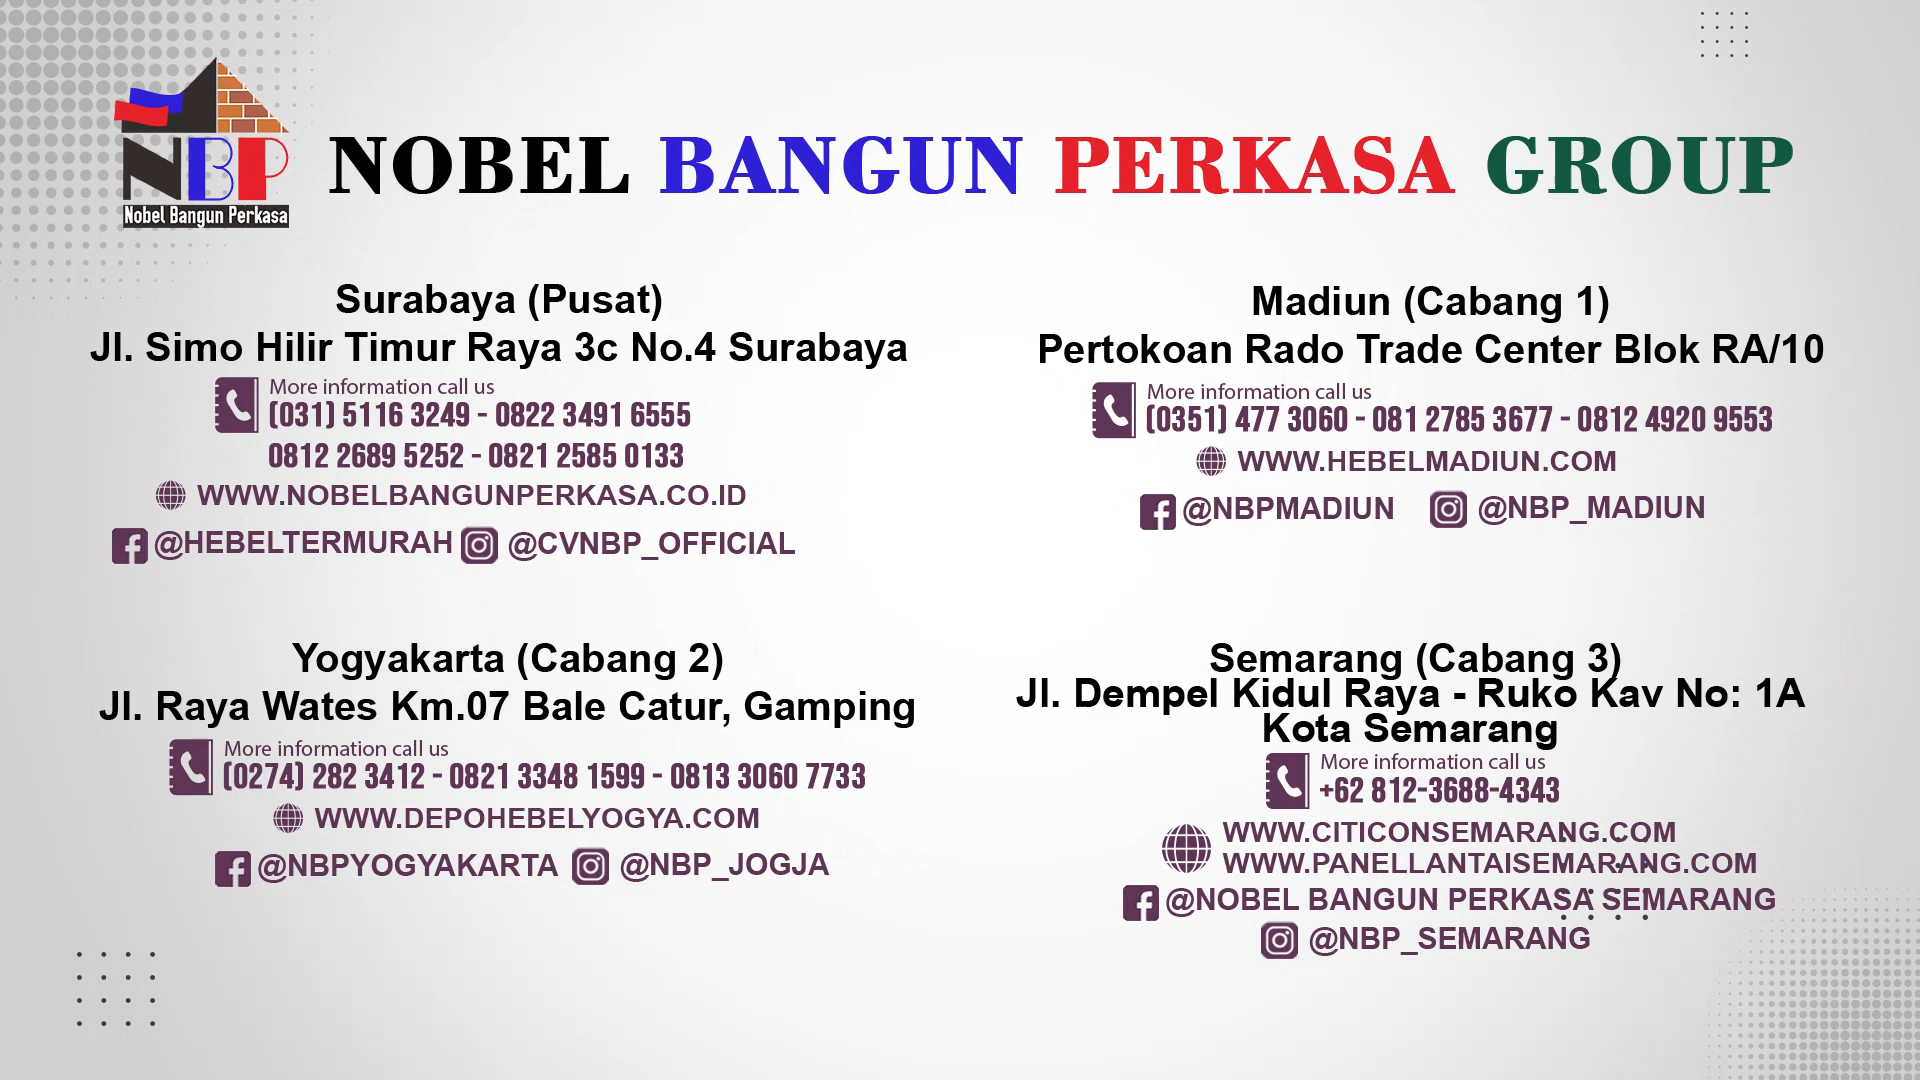 NBP
Nobel Bangun Perkasa
NOBEL BANGUN PERKASA GROUP
Surabaya (Pusat)
Jl. Simo Hilir Timur Raya 3c No.4 Surabaya
More information call us
(031) 5116 3249 - 0822 3491 6555
0812 2689 5252 - 0821 2585 0133
WWW.NOBELBANGUNPERKASA.CO.ID
@HEBELTERMURAH @CVNBP_OFFICIAL
Madiun (Cabang 1)
Pertokoan Rado Trade Center Blok RA/10
More information call us
(0351) 477 3060 - 081 2785 3677 - 0812 4920 9553
WWW.HEBELMADIUN.COM
@NBPMADIUN @NBP_MADIUN
Yogyakarta (Cabang 2)
Jl. Raya Wates Km.07 Bale Catur, Gamping
More information call us
(0274) 282 3412 - 0821 3348 1599 - 0813 3060 7733
WWW.DEPOHEBELYOGYA.COM
@NBPYOGYAKARTA @NBP_JOGJA
Semarang (Cabang 3)
Jl. Dempel Kidul Raya - Ruko Kav No: 1A
Kota Semarang
More information call us
+62 812-3688-4343
WWW.CITICONSEMARANG.COM
WWW.PANELLANTAISEMARANG.COM
@NOBEL BANGUN PERKASA SEMARANG
@NBP_SEMARANG